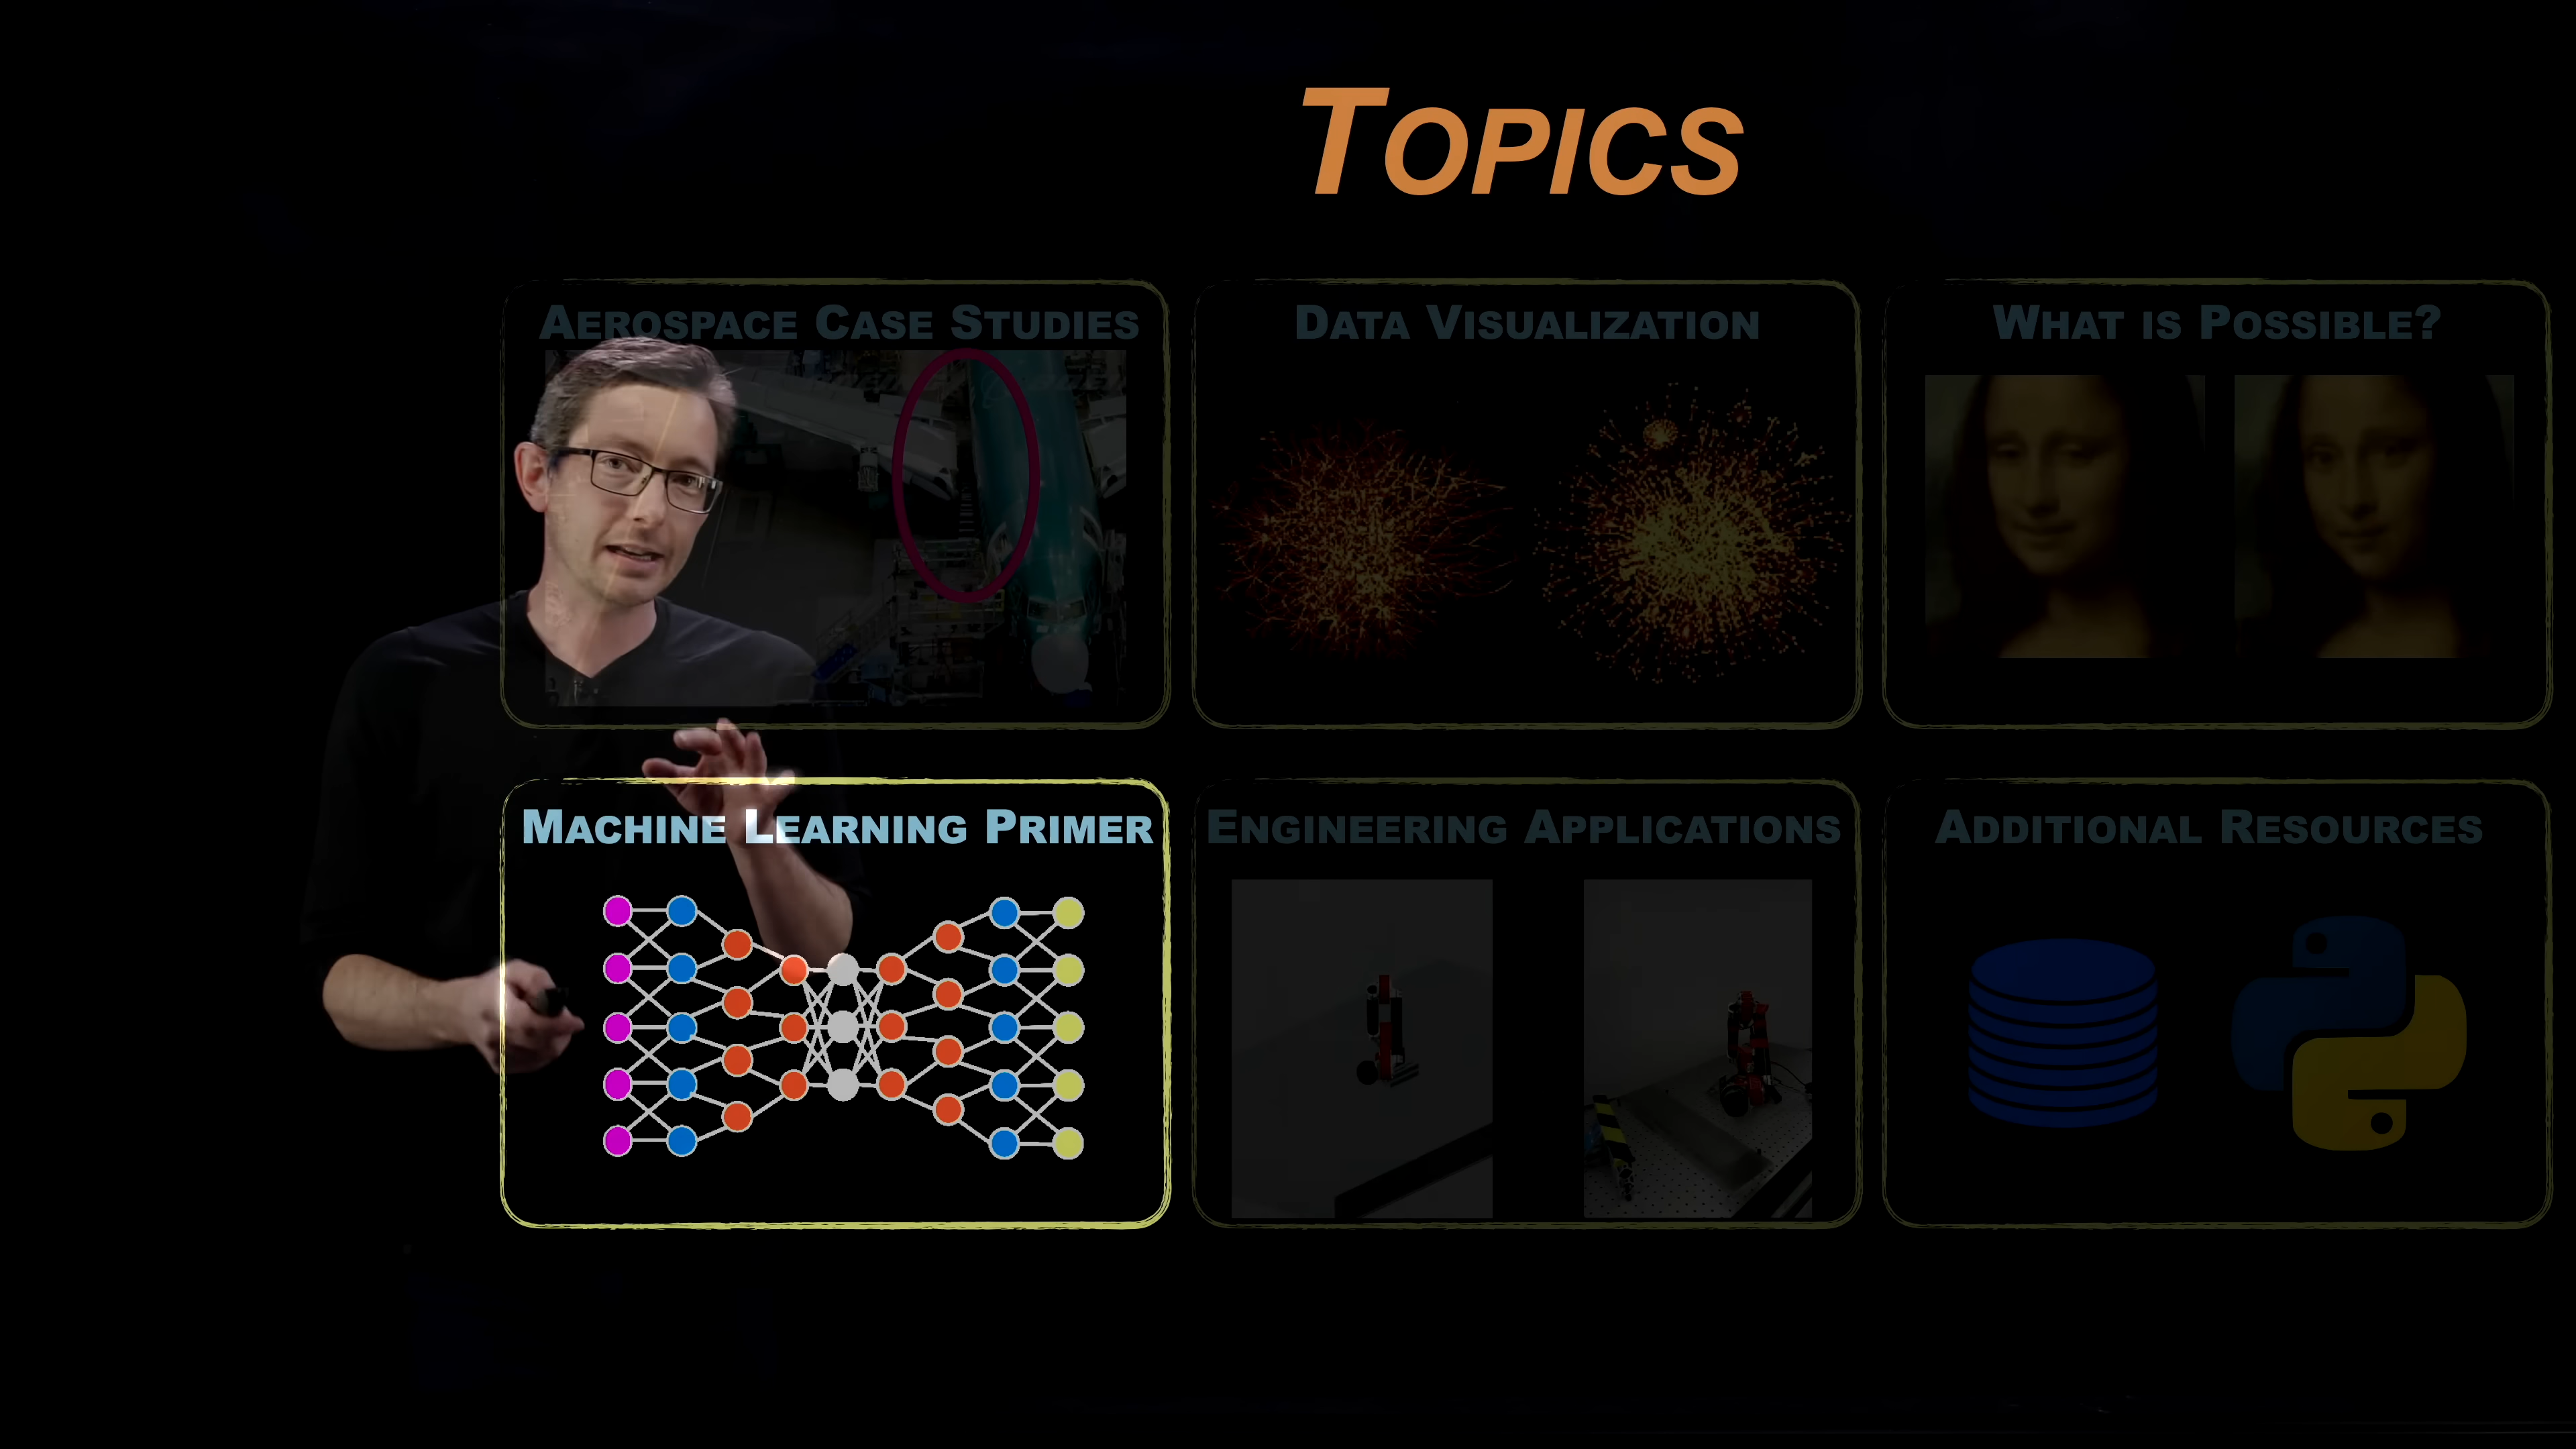 TOPICS
AEROSPACE CASE STUDIES
DATA VISUALIZATION
WHAT IS POSSIBLE?
MACHINE LEARNING PRIMER
ENGINEERING APPLICATIONS
ADDITIONAL RESOURCES